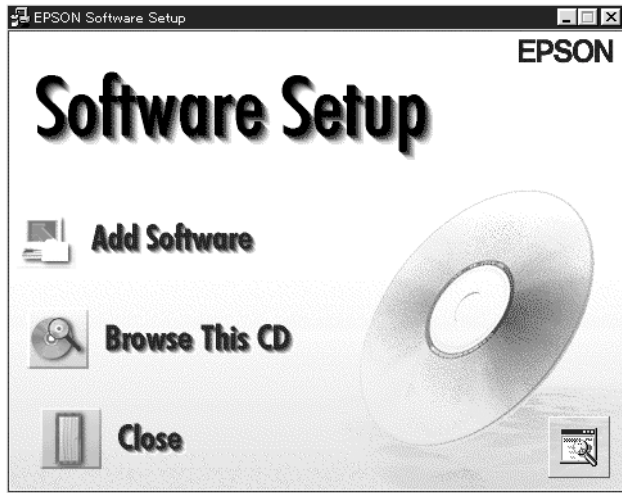 EPSON Software Setup
EPSON
Software Setup
Add Software
Browse This CD
Close